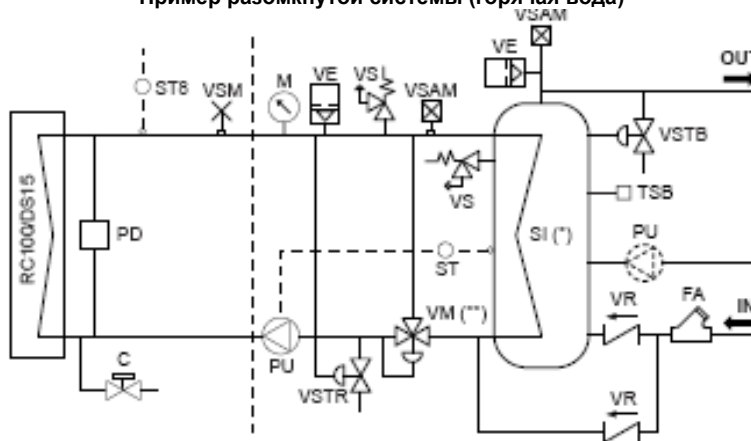 Пример разомкнутой системы (горячая вода)
VSAM
VE
OUT
ST8
VSM
M
VE
VSL
VSAM
VSTB
VS
TSB
RC100/DS15
PD
ST
SI (*)
PU
VM (**)
VR
FA
IN
C
PU
VSTR
VR